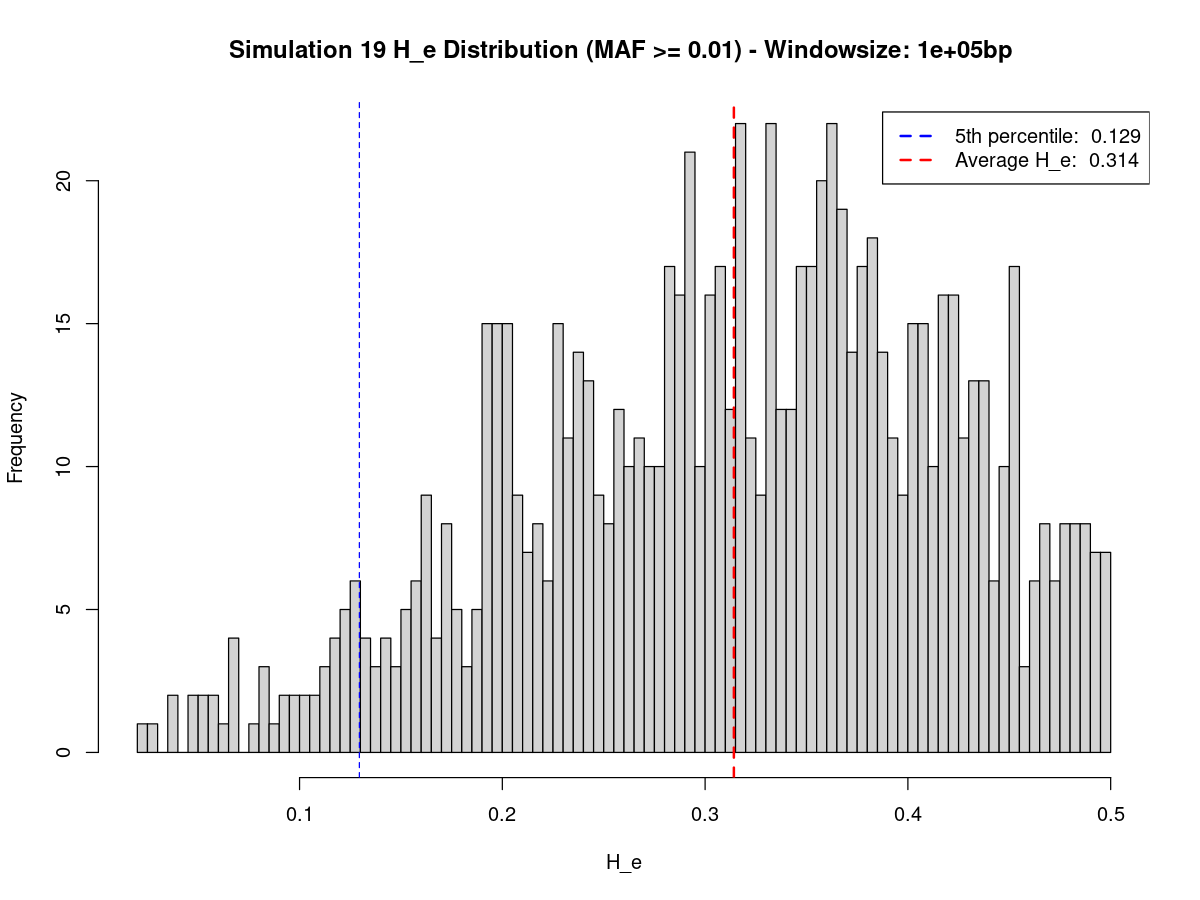 Simulation 19 H_e Distribution (MAF >= 0.01) - Windowsize: 1e+05bp
5th percentile:  0.129
Average H_e:  0.314
20
15
10
5
0
Frequency
0.1
0.2
0.3
0.4
0.5
H_e